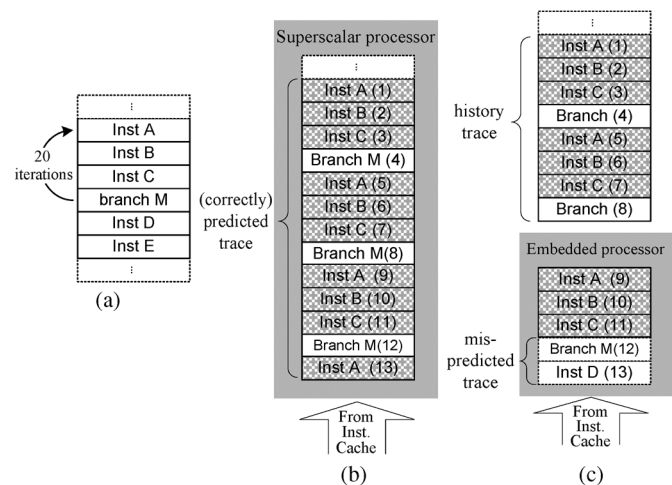 20
iterations
⋮
Inst A
Inst B
Inst C
branch M
Inst D
Inst E
⋮
(a)
Superscalar processor
(correctly)
predicted
trace
⋮
Inst A (1)
Inst B (2)
Inst C (3)
Branch M (4)
Inst A (5)
Inst B (6)
Inst C (7)
Branch M(8)
Inst A (9)
Inst B (10)
Inst C (11)
Branch M(12)
Inst A (13)
From
Inst.
Cache
(b)
history
trace
⋮
Inst A (1)
Inst B (2)
Inst C (3)
Branch (4)
Inst A (5)
Inst B (6)
Inst C (7)
Branch (8)
Embedded processor
mis-
predicted
trace
Inst A (9)
Inst B (10)
Inst C (11)
Branch M(12)
Inst D (13)
From
Inst.
Cache
(c)